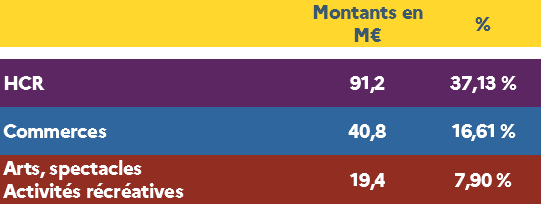 Montants en
M€
%
HCR 91,2 37,13 %
Commerces 40,8 16,61 %
Arts, spectacles
Activités récréatives 19,4 7,90 %